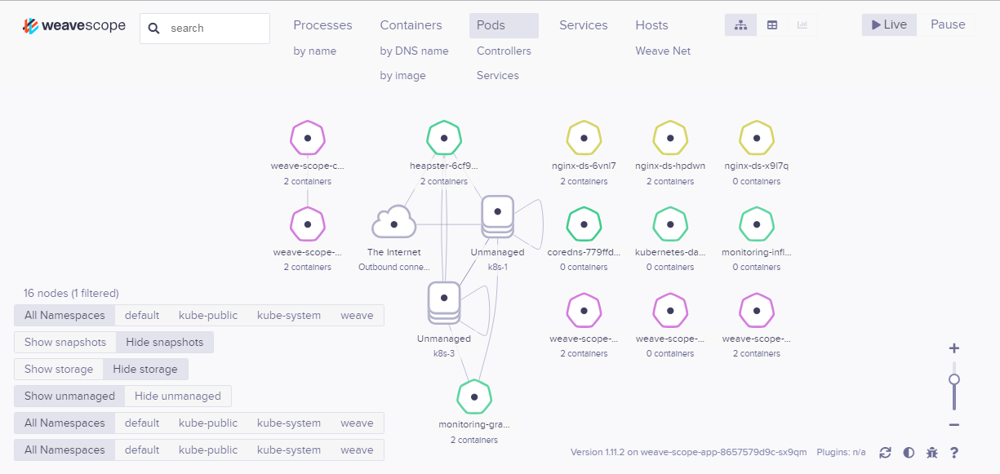 weavescope
search
Processes
Containers
Pods
Services
Hosts
Live
Pause
by name
by DNS name
Controllers
Weave Net
by image
Services
weave-scope-c...
2 containers
heapster-6cf9...
2 containers
nginx-ds-6vnl7
2 containers
nginx-ds-hpdwn
2 containers
nginx-ds-x9l7q
0 containers
weave-scope-...
2 containers
The Internet
Outbound conne...
Unmanaged
k8s-1
coredns-779ffd...
0 containers
kubernetes-da...
0 containers
monitoring-infl...
0 containers
Unmanaged
k8s-3
weave-scope-...
2 containers
weave-scope-...
0 containers
weave-scope-...
2 containers
monitoring-gra...
2 containers
16 nodes (1 filtered)
All Namespaces default kube-public kube-system weave
Show snapshots Hide snapshots
Show storage Hide storage
Show unmanaged Hide unmanaged
All Namespaces default kube-public kube-system weave
All Namespaces default kube-public kube-system weave
Version 1.11.2 on weave-scope-app-8657579d9c-sx9qm Plugins: n/a